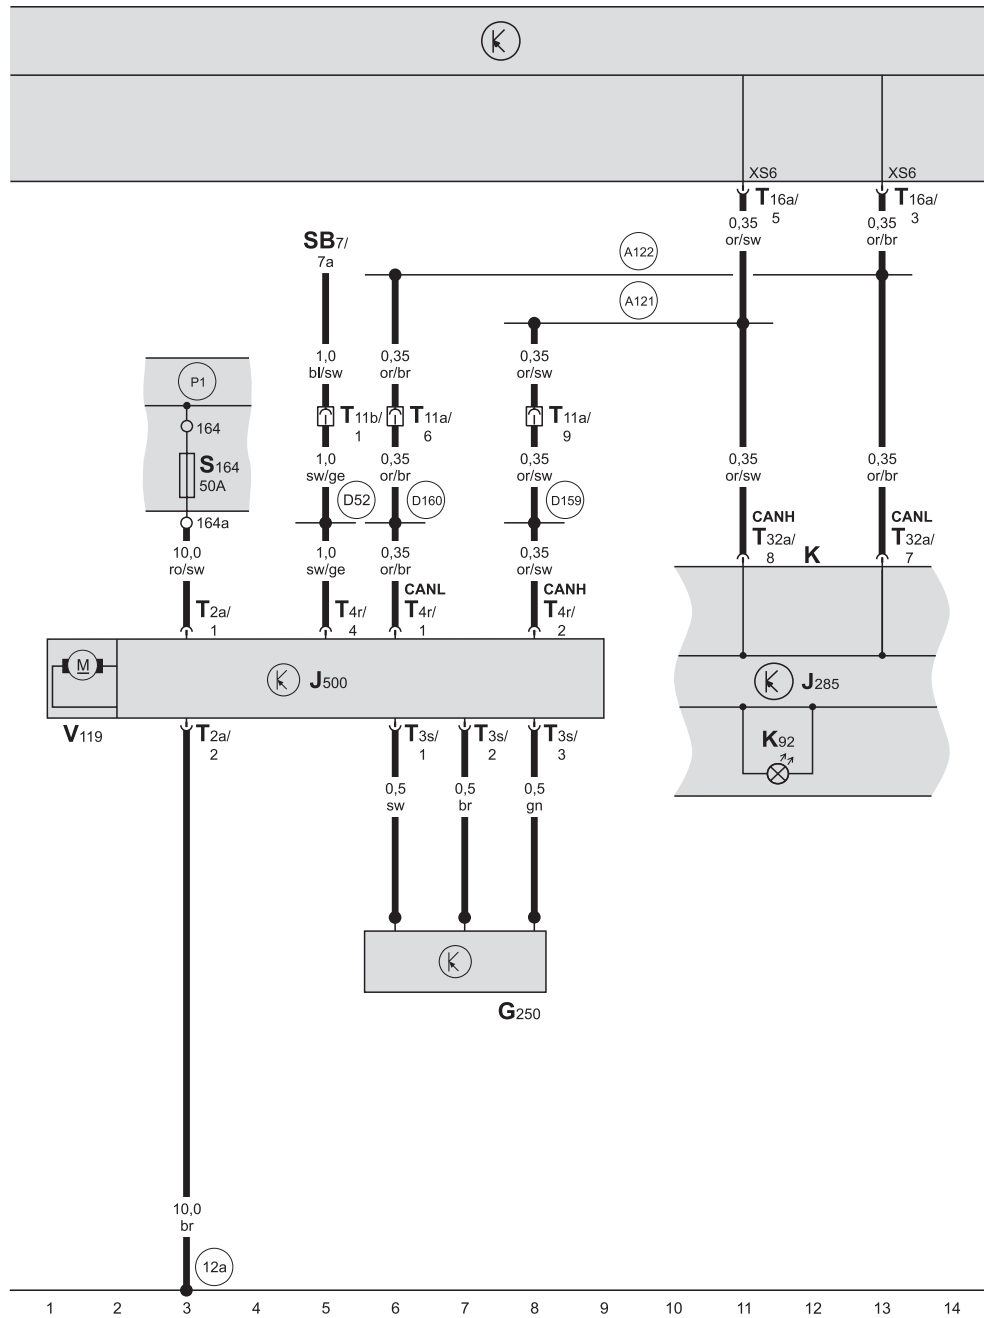 XS6 XS6
T16a/ T16a/
5 3
0,35 0,35
or/sw or/br
SB7/
7a
A122
A121
1,0 0,35 0,35
bl/sw or/br or/sw
P1
T11b/ T11a/ T11a/
1 6 9
164
S164
50A
1,0 0,35 0,35 0,35 0,35
sw/ge or/br or/sw or/sw or/br
D52 D160 D159
164a
CANH CANL
T32a/ T32a/
8 K 7
10,0 1,0 0,35 0,35
ro/sw sw/ge or/br or/sw
CANL CANH
T2a/ T4r/ T4r/ T4r/
1 4 1 2
M
J500
J285
V119
T2a/ T3s/ T3s/ T3s/
2 1 2 3
K92
0,5 0,5 0,5
sw br gn
G250
10,0
br
12a
1 2 3 4 5 6 7 8 9 10 11 12 13 14